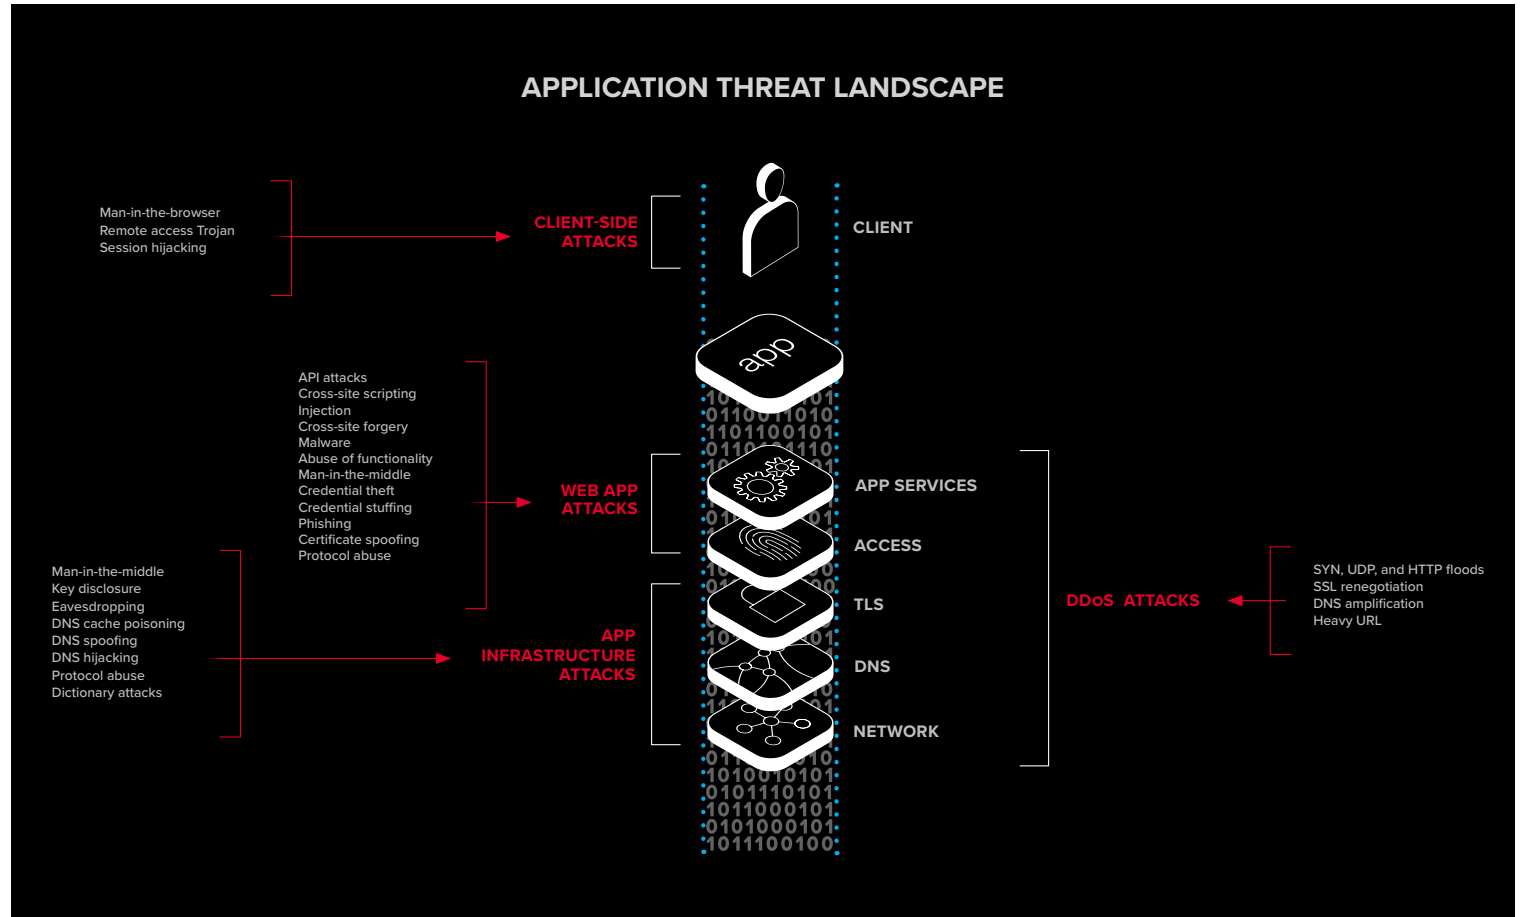 APPLICATION THREAT LANDSCAPE
Man-in-the-browser
Remote access Trojan
Session hijacking
CLIENT-SIDE
ATTACKS
CLIENT
app
API attacks
Cross-site scripting
Injection
Cross-site forgery
Malware
Abuse of functionality
Man-in-the-middle
Credential theft
Credential stuffing
Phishing
Certificate spoofing
Protocol abuse
WEB APP
ATTACKS
APP SERVICES
ACCESS
Man-in-the-middle
Key disclosure
Eavesdropping
DNS cache poisoning
DNS spoofing
DNS hijacking
Protocol abuse
Dictionary attacks
APP
INFRASTRUCTURE
ATTACKS
TLS
DNS
NETWORK
DDoS ATTACKS
SYN, UDP, and HTTP floods
SSL renegotiation
DNS amplification
Heavy URL
1101100101
1010010101
0101110101
1011000101
0101000101
1011100100